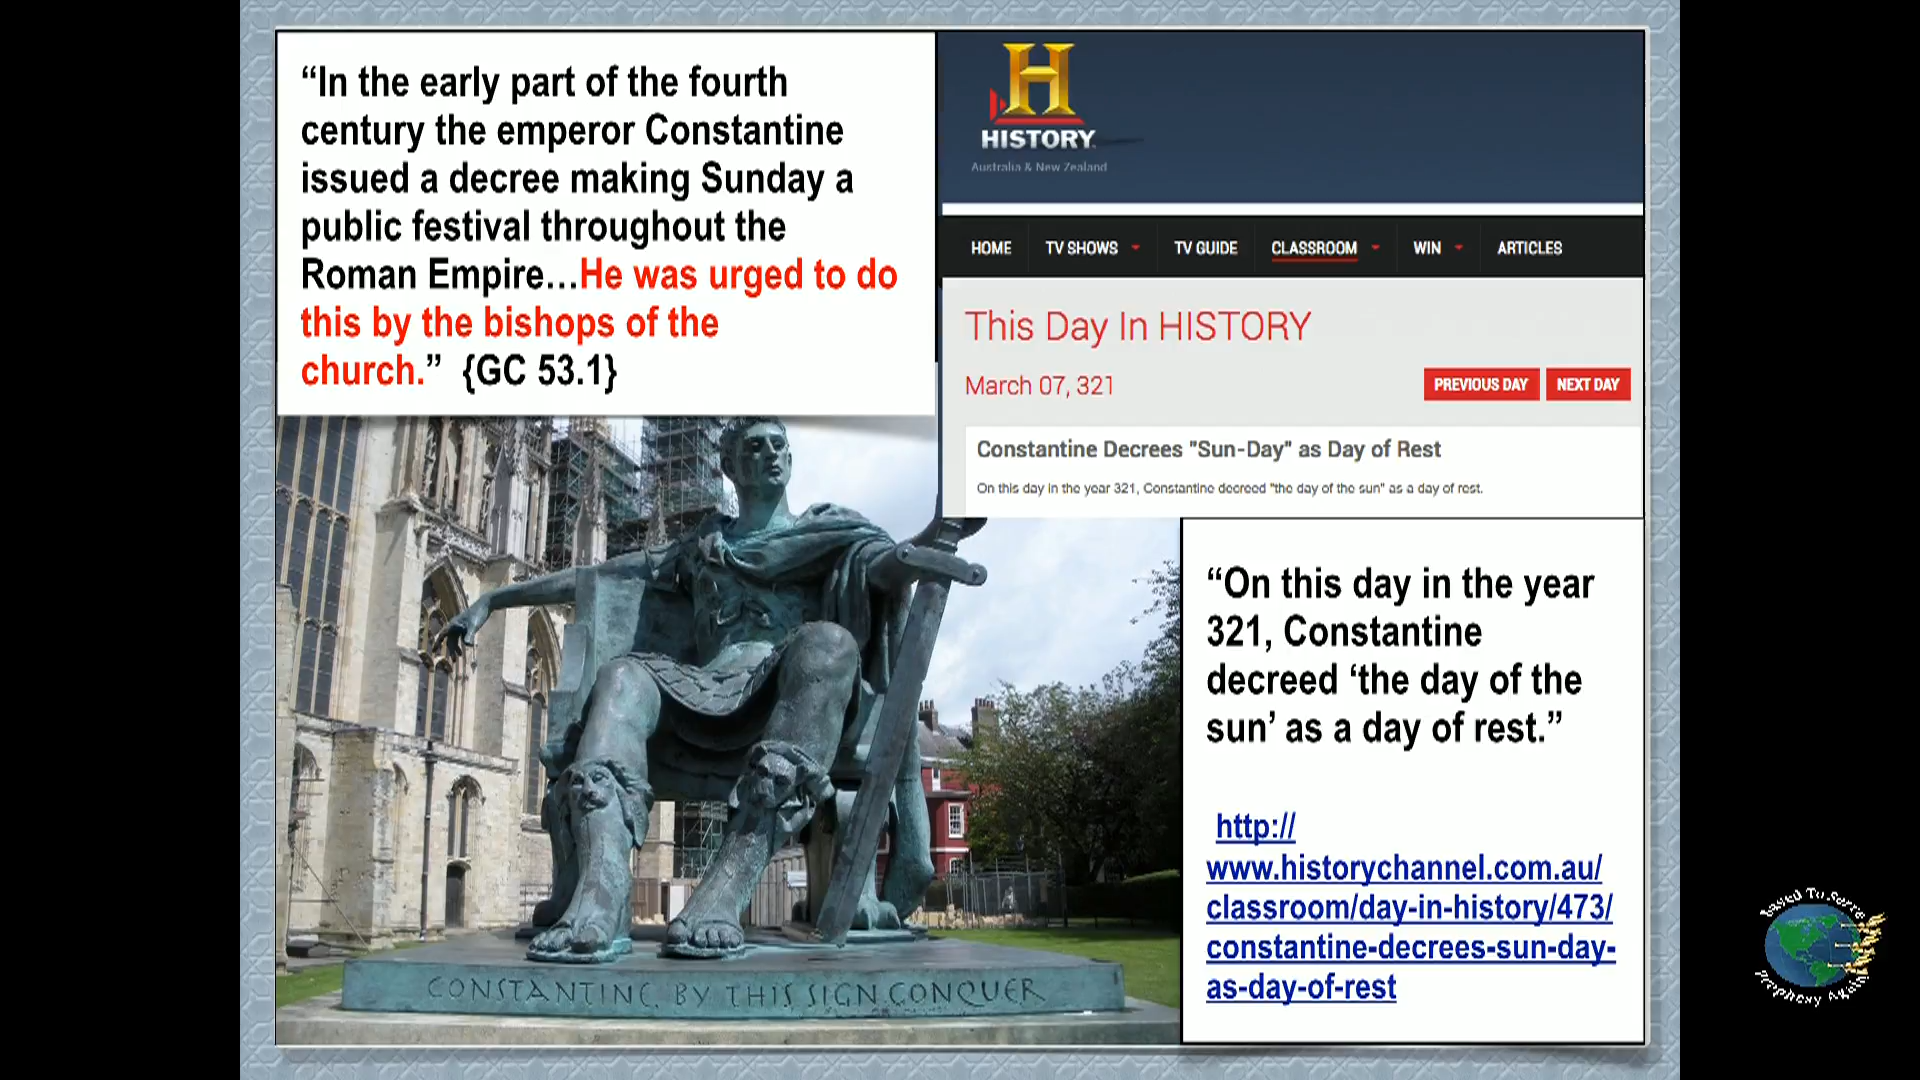 “In the early part of the fourth
century the emperor Constantine
issued a decree making Sunday a
public festival throughout the
Roman Empire…He was urged to do
this by the bishops of the
church.”  {GC 53.1}
H
HISTORY
Australia & New Zealand
HOME TV SHOWS TV GUIDE CLASSROOM WIN ARTICLES
This Day In HISTORY
March 07, 321
PREVIOUS DAY NEXT DAY
Constantine Decrees "Sun-Day" as Day of Rest
On this day in the year 321, Constantine decreed "the day of the sun" as a day of rest.
“On this day in the year
321, Constantine
decreed ‘the day of the
sun’ as a day of rest.”
http://
www.historychannel.com.au/
classroom/day-in-history/473/
constantine-decrees-sun-day-
as-day-of-rest
CONSTANTINE. BY THIS SIGN CONQUER
To Serve
prophesy Again